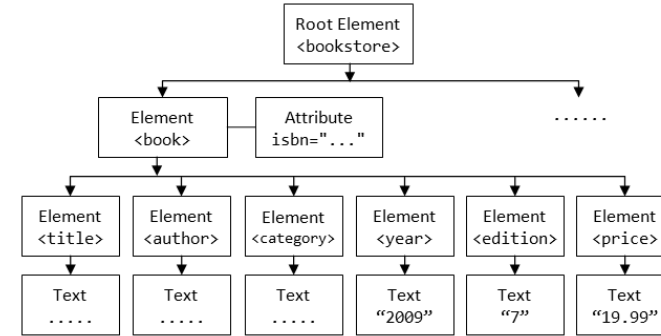 Root Element
<bookstore>
Element
<book>
Attribute
isbn="..."
......
Element
<title>
Element
<author>
Element
<category>
Element
<year>
Element
<edition>
Element
<price>
Text
.....
Text
.....
Text
.....
Text
“2009”
Text
“7”
Text
“19.99”